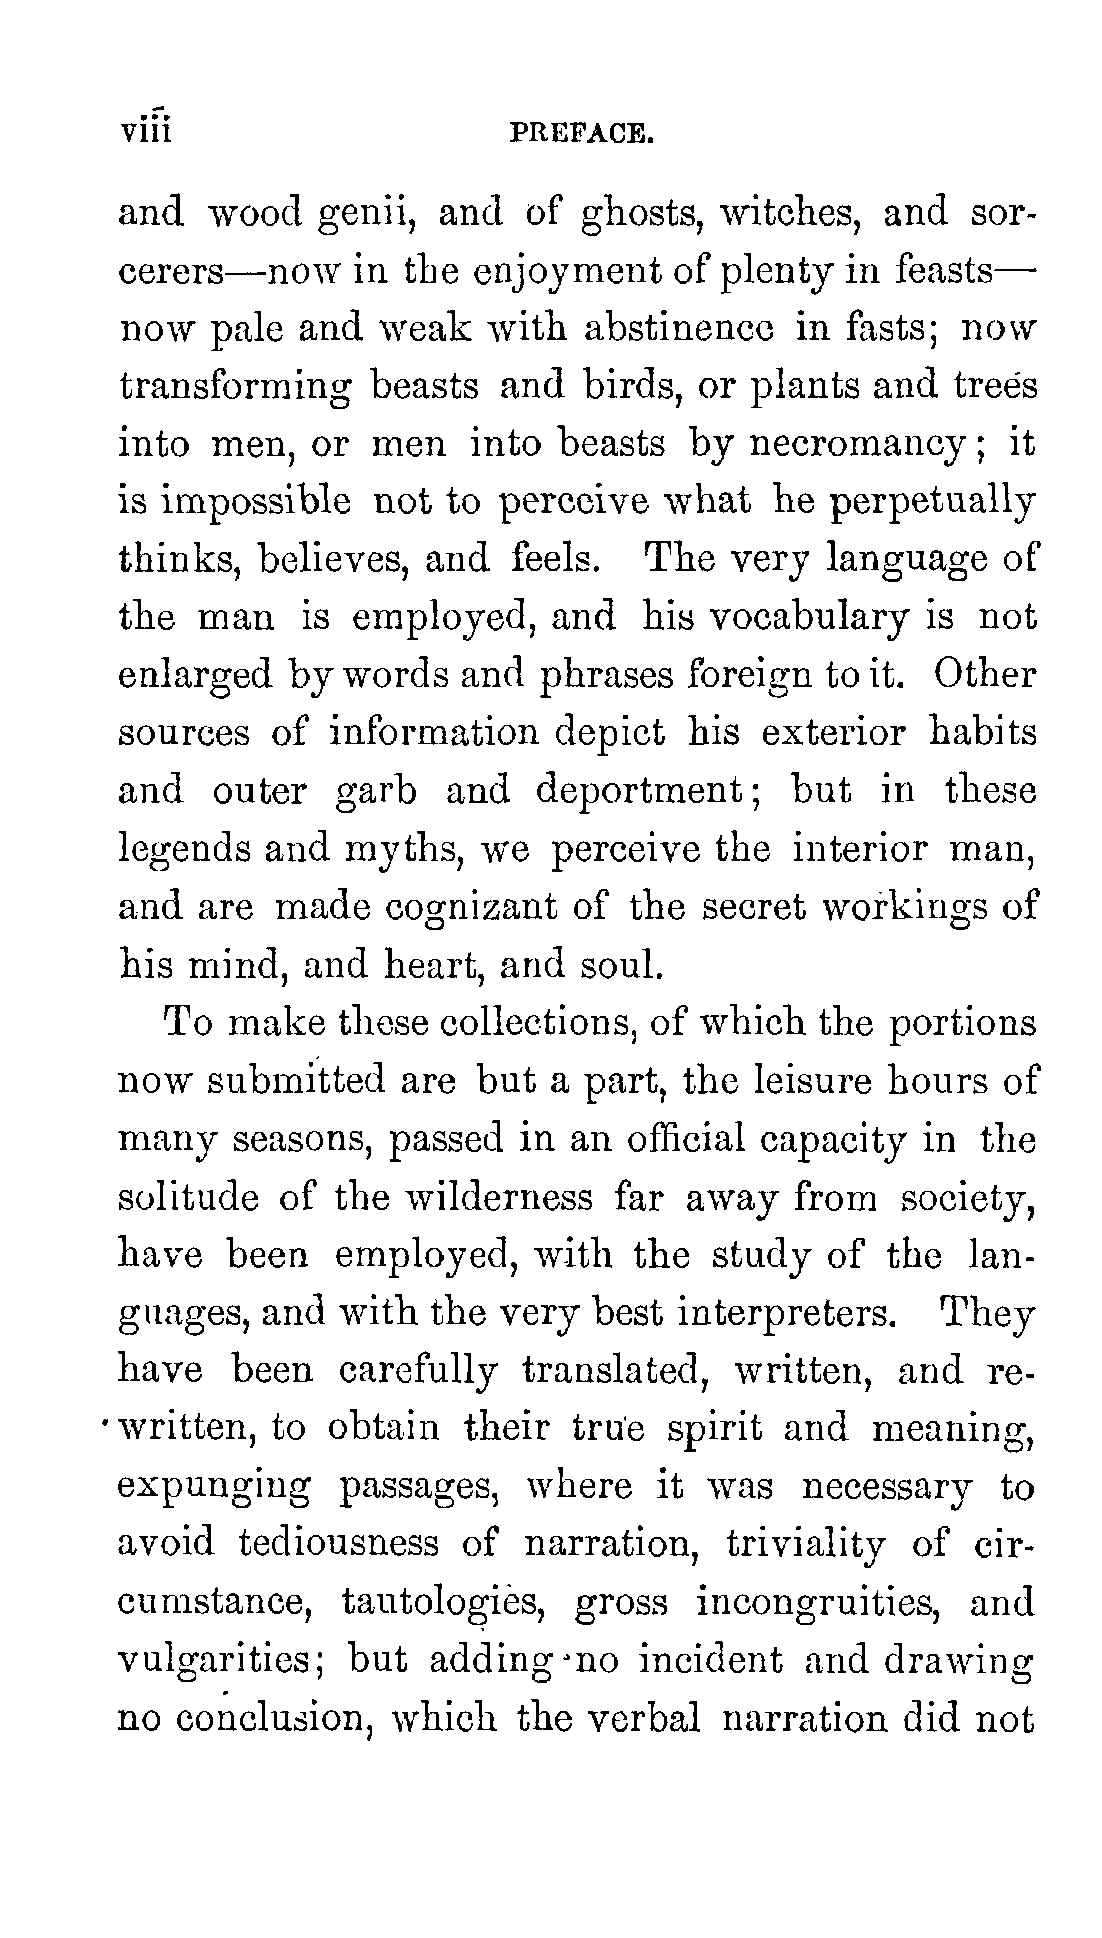 viii PREFACE.
and wood genii, and of ghosts, witches, and sor-
cerers—now in the enjoyment of plenty in feasts—
now pale and weak with abstinence in fasts; now
transforming beasts and birds, or plants and trees
into men, or men into beasts by necromancy; it
is impossible not to perceive what he perpetually
thinks, believes, and feels. The very language of
the man is employed, and his vocabulary is not
enlarged by words and phrases foreign to it. Other
sources of information depict his exterior habits
and outer garb and deportment; but in these
legends and myths, we perceive the interior man,
and are made cognizant of the secret workings of
his mind, and heart, and soul.
To make these collections, of which the portions
now submitted are but a part, the leisure hours of
many seasons, passed in an official capacity in the
solitude of the wilderness far away from society,
have been employed, with the study of the lan-
guages, and with the very best interpreters. They
have been carefully translated, written, and re-
written, to obtain their true spirit and meaning,
expunging passages, where it was necessary to
avoid tediousness of narration, triviality of cir-
cumstance, tautologies, gross incongruities, and
vulgarities; but adding no incident and drawing
no conclusion, which the verbal narration did not